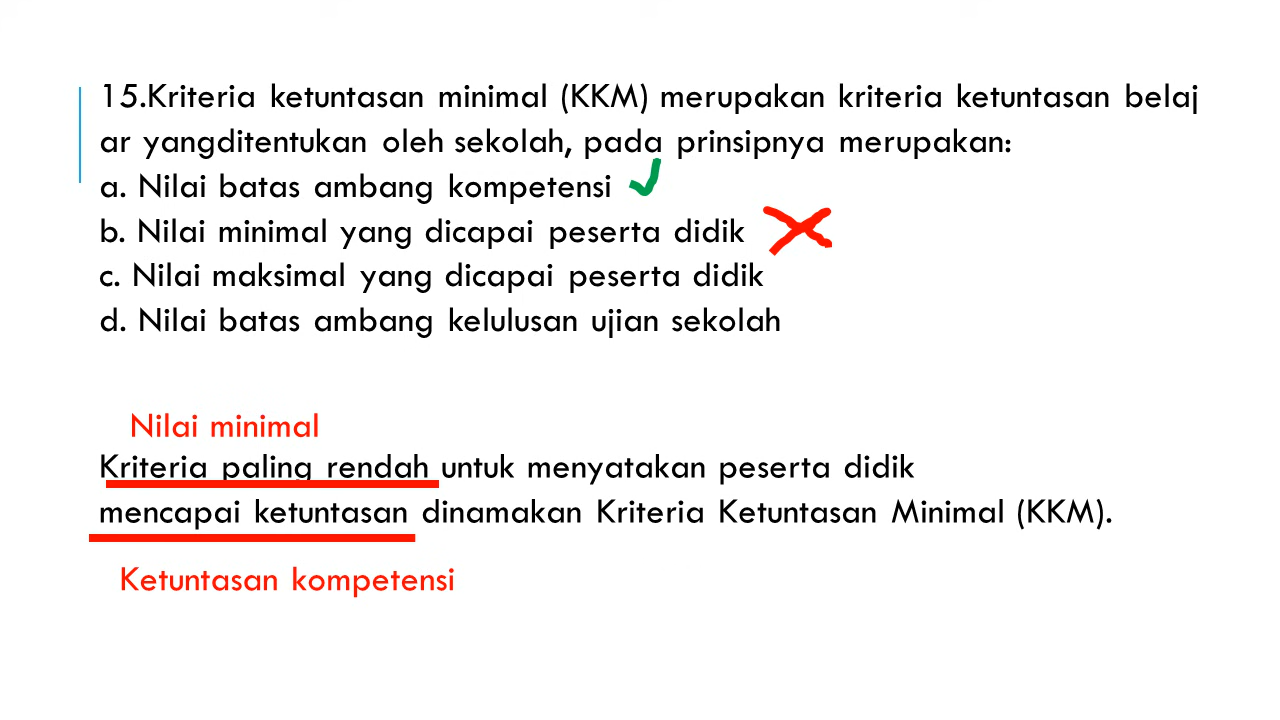 15.Kriteria ketuntasan minimal (KKM) merupakan kriteria ketuntasan belaj
ar yangditentukan oleh sekolah, pada prinsipnya merupakan:
a. Nilai batas ambang kompetensi
b. Nilai minimal yang dicapai peserta didik
c. Nilai maksimal yang dicapai peserta didik
d. Nilai batas ambang kelulusan ujian sekolah
Nilai minimal
Kriteria paling rendah untuk menyatakan peserta didik
mencapai ketuntasan dinamakan Kriteria Ketuntasan Minimal (KKM).
Ketuntasan kompetensi